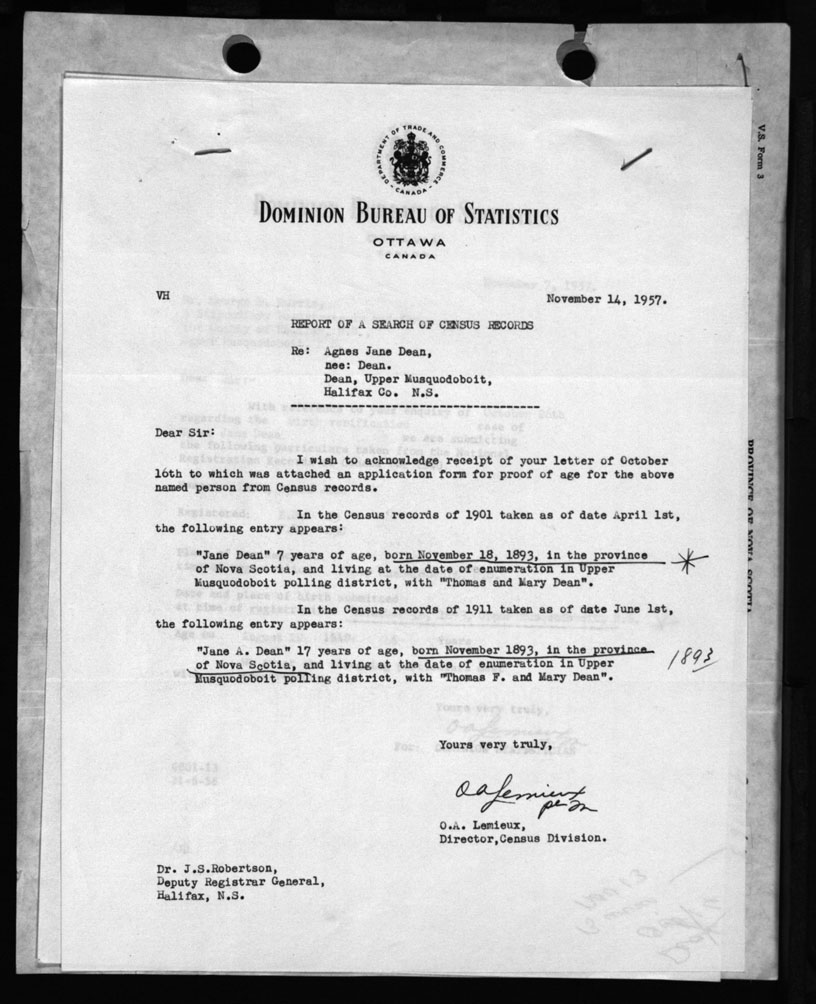 DEPARTMENT OF TRADE AND COMMERCE
CANADA
DOMINION BUREAU OF STATISTICS
OTTAWA
CANADA
V.S. Form 3
VH
November 14, 1957.
REPORT OF A SEARCH OF CENSUS RECORDS
Re: Agnes Jane Dean,
nee: Dean.
Dean, Upper Musquodoboit,
Halifax Co. N.S.
Dear Sir:
I wish to acknowledge receipt of your letter of October
16th to which was attached an application form for proof of age for the above
named person from Census records.
In the Census records of 1901 taken as of date April 1st,
the following entry appears:
"Jane Dean" 7 years of age, born November 18, 1893, in the province
of Nova Scotia, and living at the date of enumeration in Upper
Musquodoboit polling district, with "Thomas and Mary Dean".
In the Census records of 1911 taken as of date June 1st,
the following entry appears:
"Jane A. Dean" 17 years of age, born November 1893, in the province
of Nova Scotia, and living at the date of enumeration in Upper
Musquodoboit polling district, with "Thomas F. and Mary Dean".
1893
PROVINCE OF NOVA SCOTIA
Yours very truly,
O A Lemieux
per
O.A. Lemieux,
Director,Census Division.
Dr. J.S.Robertson,
Deputy Registrar General,
Halifax, N.S.